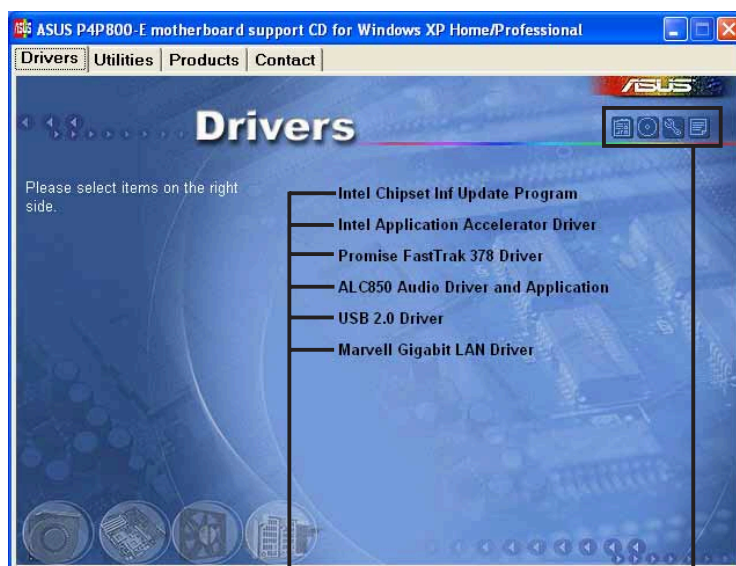 ASUS P4P800-E motherboard support CD for Windows XP Home/Professional
Drivers Utilities Products Contact
ASUS
Drivers
Please select items on the right
side.
Intel Chipset Inf Update Program
Intel Application Accelerator Driver
Promise FastTrak 378 Driver
ALC850 Audio Driver and Application
USB 2.0 Driver
Marvell Gigabit LAN Driver